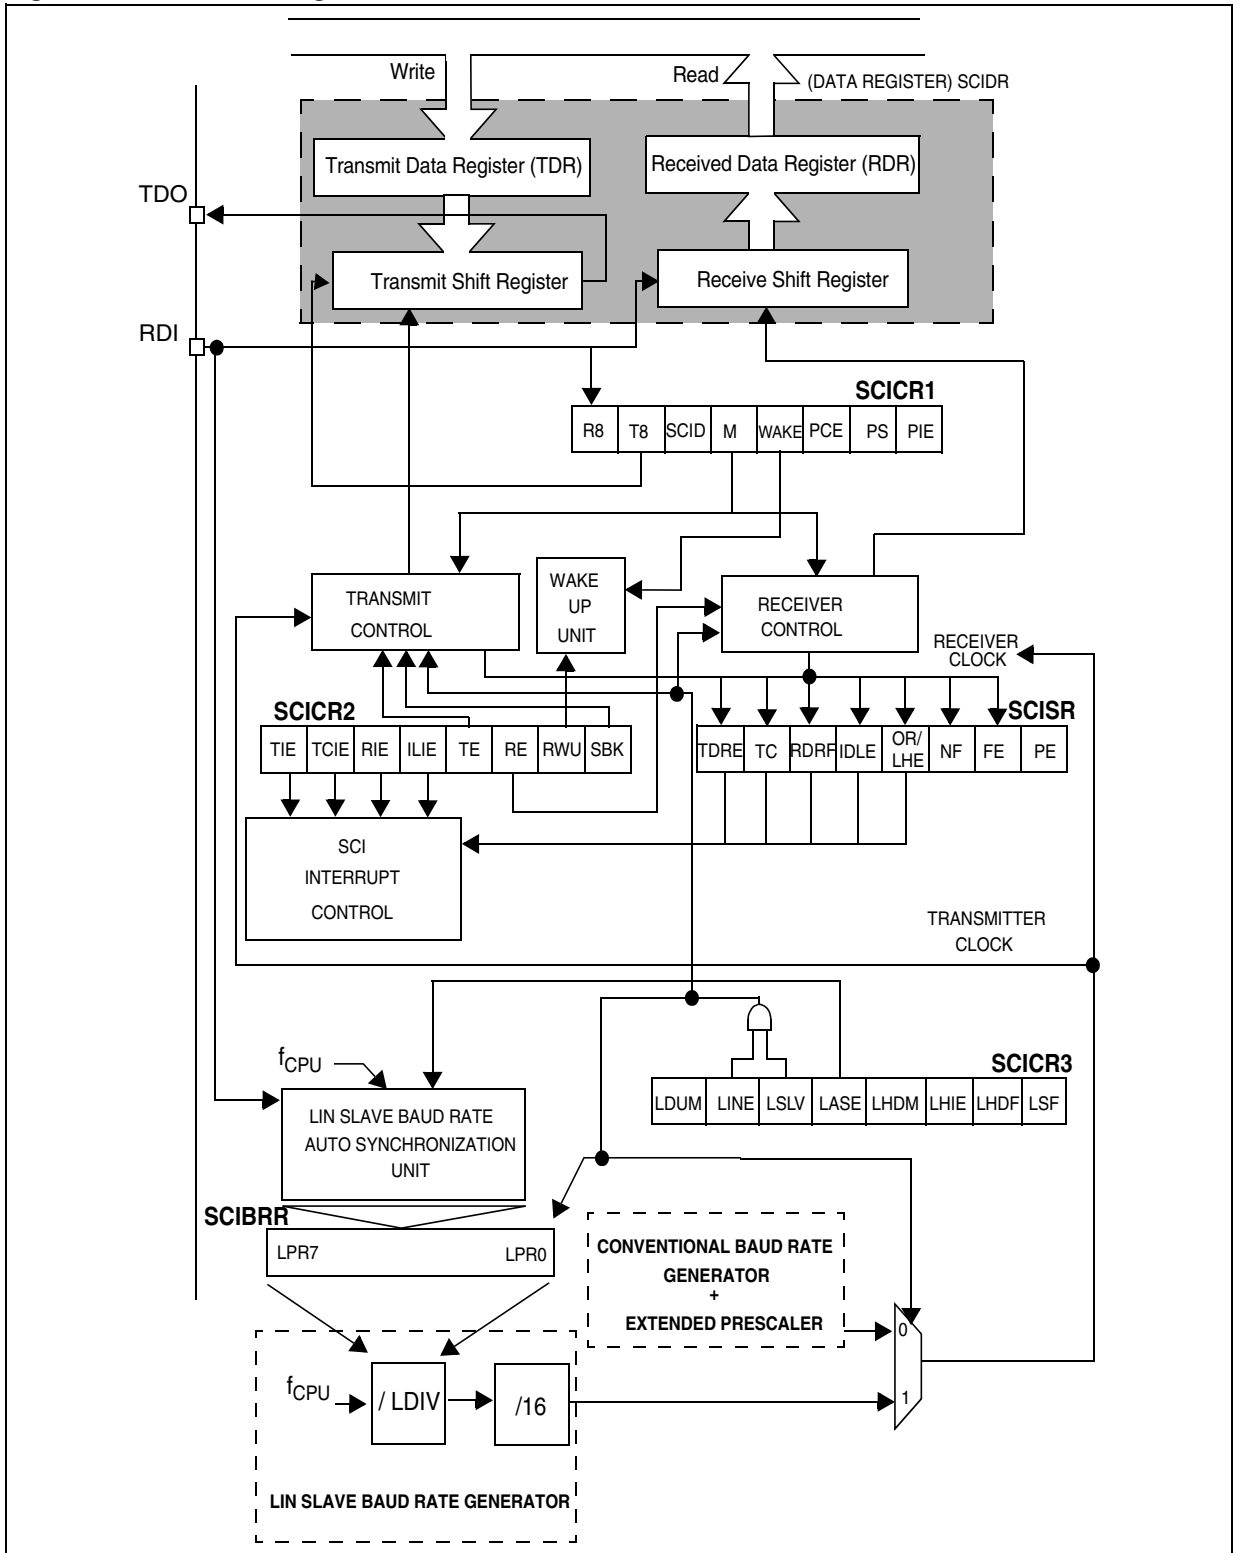 Write
Read
(DATA REGISTER) SCIDR
Transmit Data Register (TDR)
Received Data Register (RDR)
TDO
Transmit Shift Register
Receive Shift Register
RDI
SCICR1
R8 T8 SCID M WAKE PCE PS PIE
TRANSMIT
CONTROL
WAKE
UP
UNIT
RECEIVER
CONTROL
RECEIVER
CLOCK
SCICR2
TIE TCIE RIE ILIE TE RE RWU SBK
SCISR
TDRE TC RDRF IDLE OR/
LHE NF FE PE
SCI
INTERRUPT
CONTROL
TRANSMITTER
CLOCK
fCPU
SCICR3
LDUM LINE LSLV LASE LHDM LHIE LHDF LSF
LIN SLAVE BAUD RATE
AUTO SYNCHRONIZATION
UNIT
SCIBRR
LPR7 LPR0
CONVENTIONAL BAUD RATE
GENERATOR
+
EXTENDED PRESCALER
0
1
fCPU
/ LDIV
/16
LIN SLAVE BAUD RATE GENERATOR